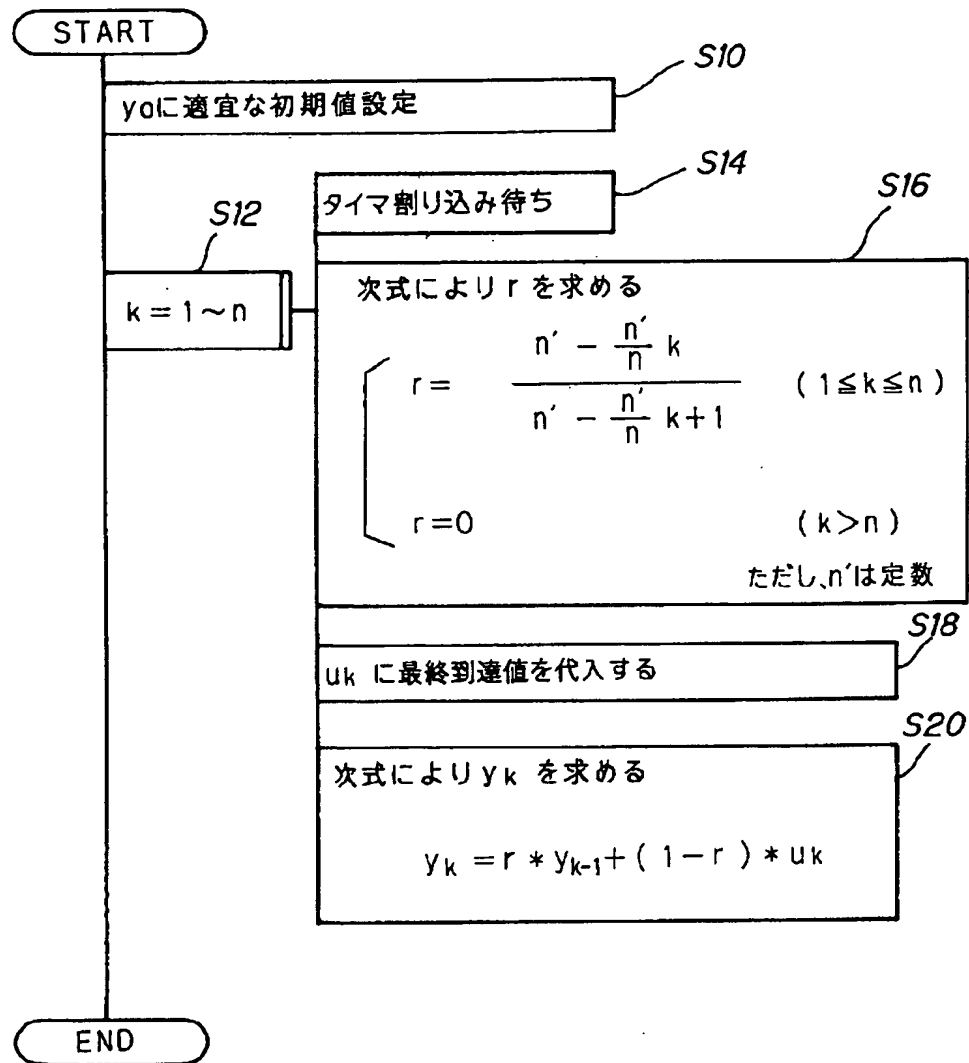 START
S10
y0に適宜な初期値設定
S14
タイマ割り込み待ち
S12
k=1~n
S16
次式によりrを求める
r= (n′ - n′/n k) / (n′ - n′/n k+1) (1≦k≦n)
r=0 (k>n)
ただし、n′は定数
S18
uk に最終到達値を代入する
S20
次式によりyk を求める
yk = r * yk-1 + (1-r) * uk
END